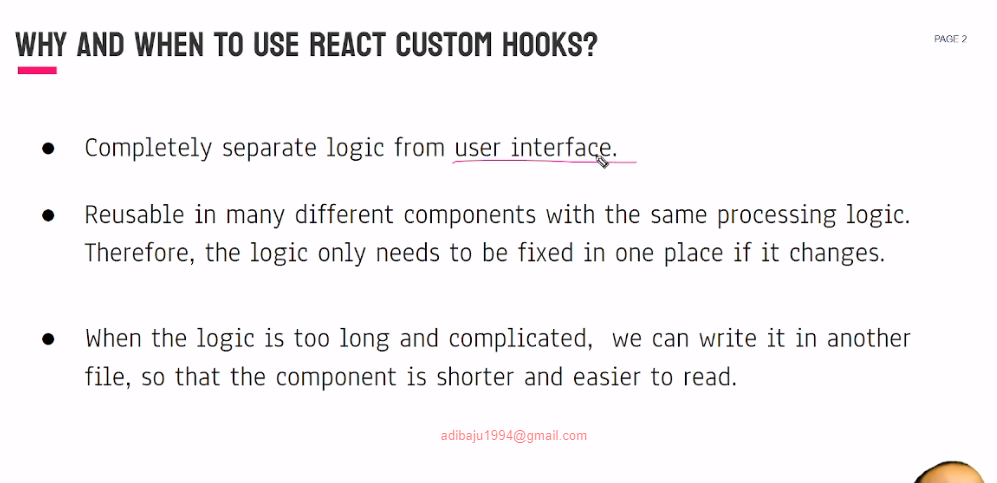 WHY AND WHEN TO USE REACT CUSTOM HOOKS?
PAGE 2
● Completely separate logic from user interface.
● Reusable in many different components with the same processing logic.
Therefore, the logic only needs to be fixed in one place if it changes.
● When the logic is too long and complicated, we can write it in another
file, so that the component is shorter and easier to read.
adibaju1994@gmail.com